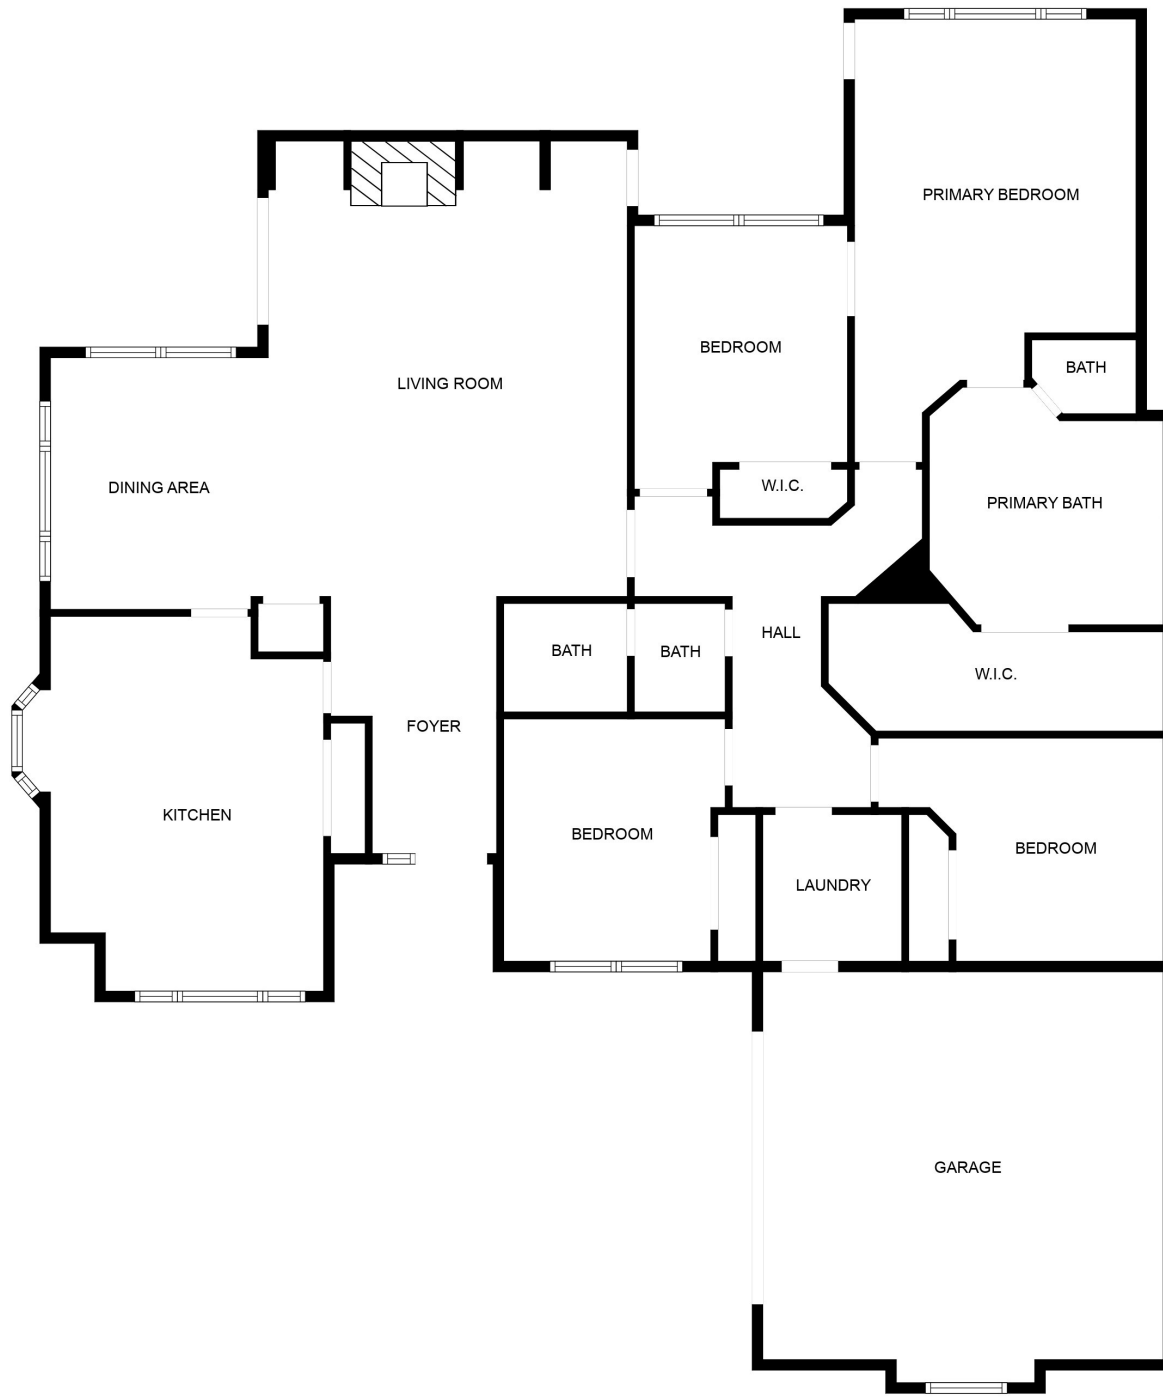 PRIMARY BEDROOM
BEDROOM
BATH
LIVING ROOM
DINING AREA
W.I.C.
PRIMARY BATH
HALL
BATH
BATH
W.I.C.
FOYER
KITCHEN
BEDROOM
BEDROOM
LAUNDRY
GARAGE